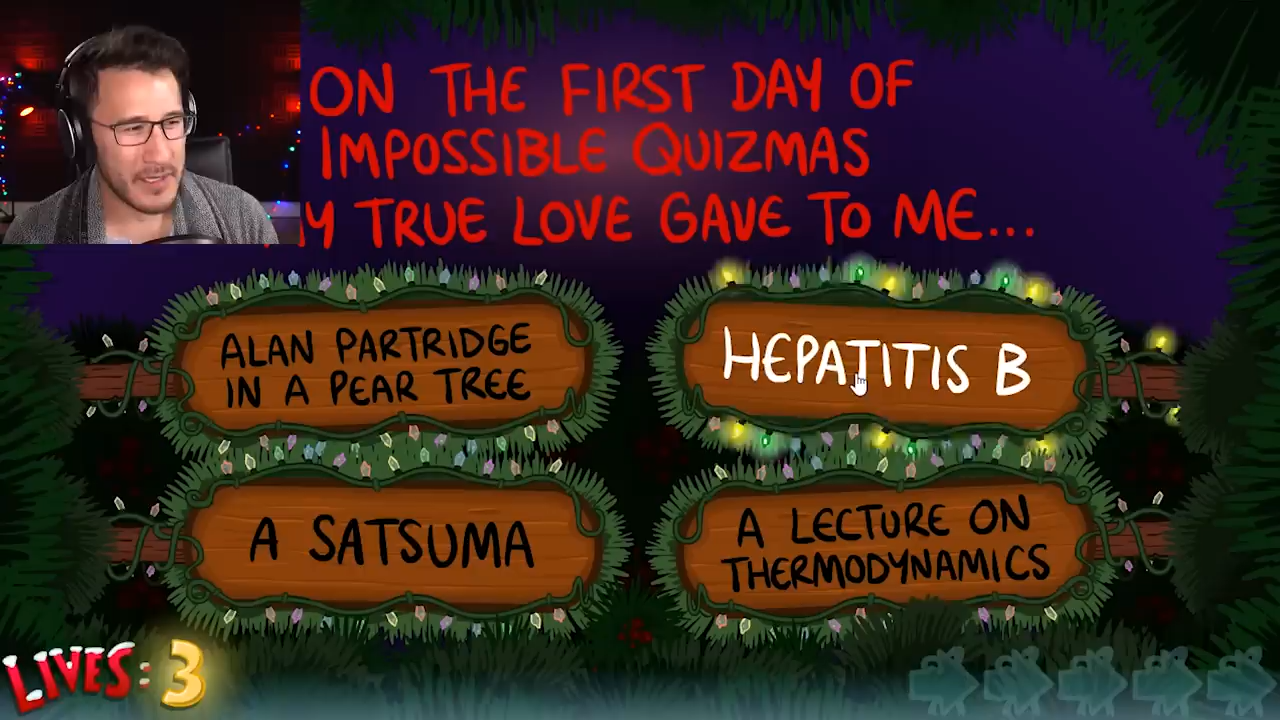 ON THE FIRST DAY OF
IMPOSSIBLE QUIZMAS
TRUE LOVE GAVE TO ME...
ALAN PARTRIDGE
IN A PEAR TREE
HEPATITIS B
A SATSUMA
A LECTURE ON
THERMODYNAMICS
LIVES: 3